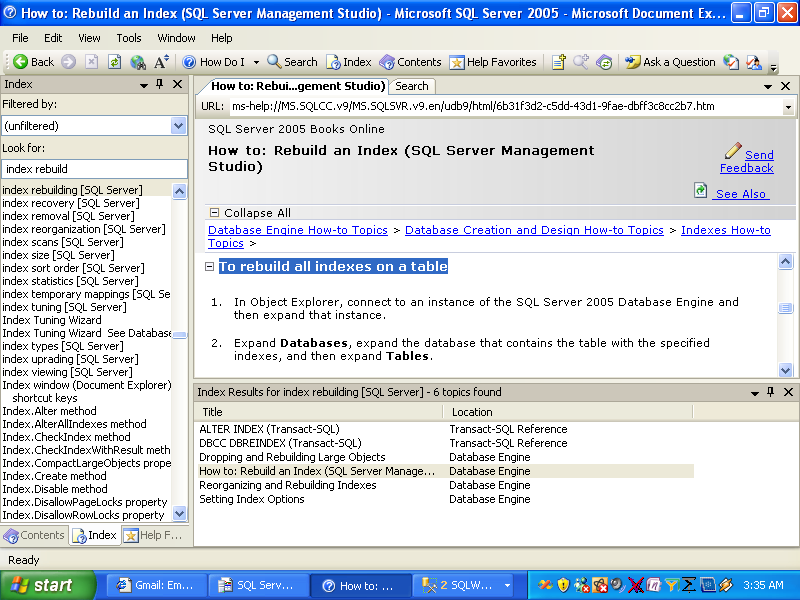 How to: Rebuild an Index (SQL Server Management Studio) - Microsoft SQL Server 2005 - Microsoft Document Ex...
File Edit View Tools Window Help
Back How Do I Search Index Contents Help Favorites Ask a Question
Index
Filtered by:
(unfiltered)
Look for:
index rebuild
index rebuilding [SQL Server]
index recovery [SQL Server]
index removal [SQL Server]
index reorganization [SQL Server]
index scans [SQL Server]
index size [SQL Server]
index sort order [SQL Server]
index statistics [SQL Server]
index temporary mappings [SQL Se
index tuning [SQL Server]
Index Tuning Wizard
Index Tuning Wizard See Database
index types [SQL Server]
index uprading [SQL Server]
index viewing [SQL Server]
Index window (Document Explorer)
shortcut keys
Index.Alter method
Index.AlterAllIndexes method
Index.CheckIndex method
Index.CheckIndexWithResult meth
Index.CompactLargeObjects prope
Index.Create method
Index.Disable method
Index.DisallowPageLocks property
Index.DisallowRowLocks property
Contents Index Help F...
How to: Rebui...gement Studio) Search
URL: ms-help://MS.SQLCC.v9/MS.SQLSVR.v9.en/udb9/html/6b31f3d2-c5dd-43d1-9fae-dbff3c8cc2b7.htm
SQL Server 2005 Books Online
How to: Rebuild an Index (SQL Server Management
Studio)
Send
Feedback
See Also
Collapse All
Database Engine How-to Topics > Database Creation and Design How-to Topics > Indexes How-to
Topics >
To rebuild all indexes on a table
1. In Object Explorer, connect to an instance of the SQL Server 2005 Database Engine and
then expand that instance.
2. Expand Databases, expand the database that contains the table with the specified
indexes, and then expand Tables.
Index Results for index rebuilding [SQL Server] - 6 topics found
Title Location
ALTER INDEX (Transact-SQL) Transact-SQL Reference
DBCC DBREINDEX (Transact-SQL) Transact-SQL Reference
Dropping and Rebuilding Large Objects Database Engine
How to: Rebuild an Index (SQL Server Manage... Database Engine
Reorganizing and Rebuilding Indexes Database Engine
Setting Index Options Database Engine
Ready
start Gmail: Em... SQL Serv... How to: ... 2 SQLW... 3:35 AM